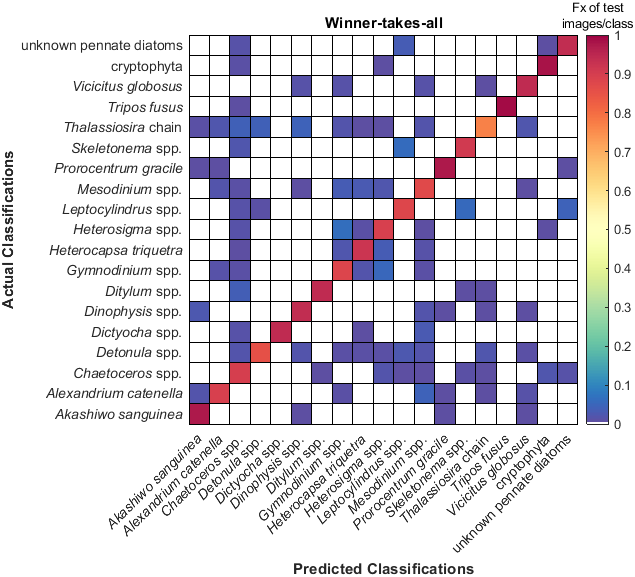 Winner-takes-all
Fx of test
images/class
unknown pennate diatoms
cryptophyta
Vicicitus globosus
Tripos fusus
Thalassiosira chain
Skeletonema spp.
Prorocentrum gracile
Mesodinium spp.
Leptocylindrus spp.
Heterosigma spp.
Heterocapsa triquetra
Gymnodinium spp.
Ditylum spp.
Dinophysis spp.
Dictyocha spp.
Detonula spp.
Chaetoceros spp.
Alexandrium catenella
Akashiwo sanguinea
Actual Classifications
1
0.9
0.8
0.7
0.6
0.5
0.4
0.3
0.2
0.1
0
Akashiwo sanguinea
Alexandrium catenella
Chaetoceros spp.
Detonula spp.
Dictyocha spp.
Dinophysis spp.
Ditylum spp.
Gymnodinium spp.
Heterocapsa triquetra
Heterosigma spp.
Leptocylindrus spp.
Mesodinium spp.
Prorocentrum gracile
Skeletonema spp.
Thalassiosira chain
Tripos fusus
Vicicitus globosus
cryptophyta
unknown pennate diatoms
Predicted Classifications